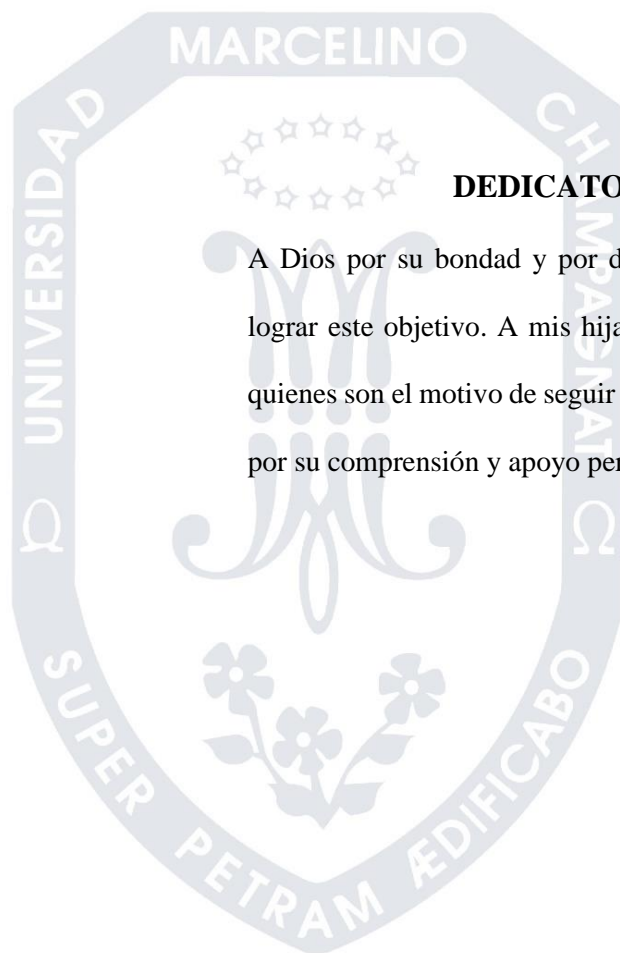 UNIVERSIDAD MARCELINO CHAMPAGNAT
DEDICATO
A Dios por su bondad y por d
lograr este objetivo. A mis hija
quienes son el motivo de seguir
por su comprensión y apoyo per
Ω Ω
SUPER PETRAM ÆDIFICABO